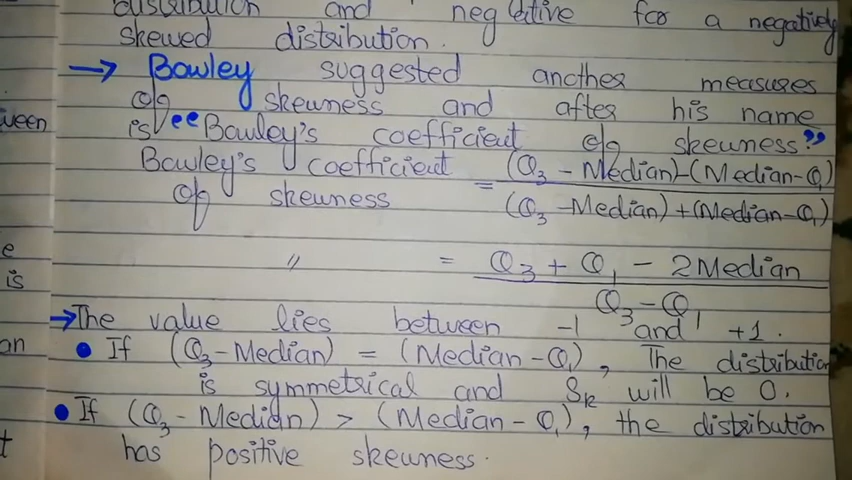 distribution and negative for a negatively
skewed distribution.
→ Bowley suggested another measures
of skewness and after his name
is "Bowley's coefficient of skewness"
Bowley's coefficient of skewness = (Q₃ - Median)-(Median-Q₁) / (Q₃ -Median)+(Median-Q₁)
" = Q₃ + Q₁ - 2Median / Q₃-Q₁
→ The value lies between -1 and +1.
• If (Q₃-Median) = (Median-Q₁), The distribution
is symmetrical and Sk will be 0.
• If (Q₃-Median) > (Median-Q₁), the distribution
has positive skewness.
ween
e
is
an
t